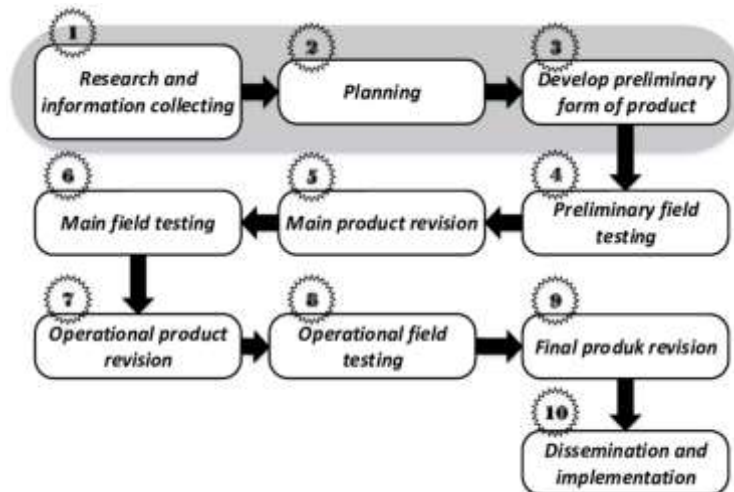 1
Research and
information collecting
2
Planning
3
Develop preliminary
form of product
4
Preliminary field
testing
5
Main product revision
6
Main field testing
7
Operational product
revision
8
Operational field
testing
9
Final produk revision
10
Dissemination and
implementation